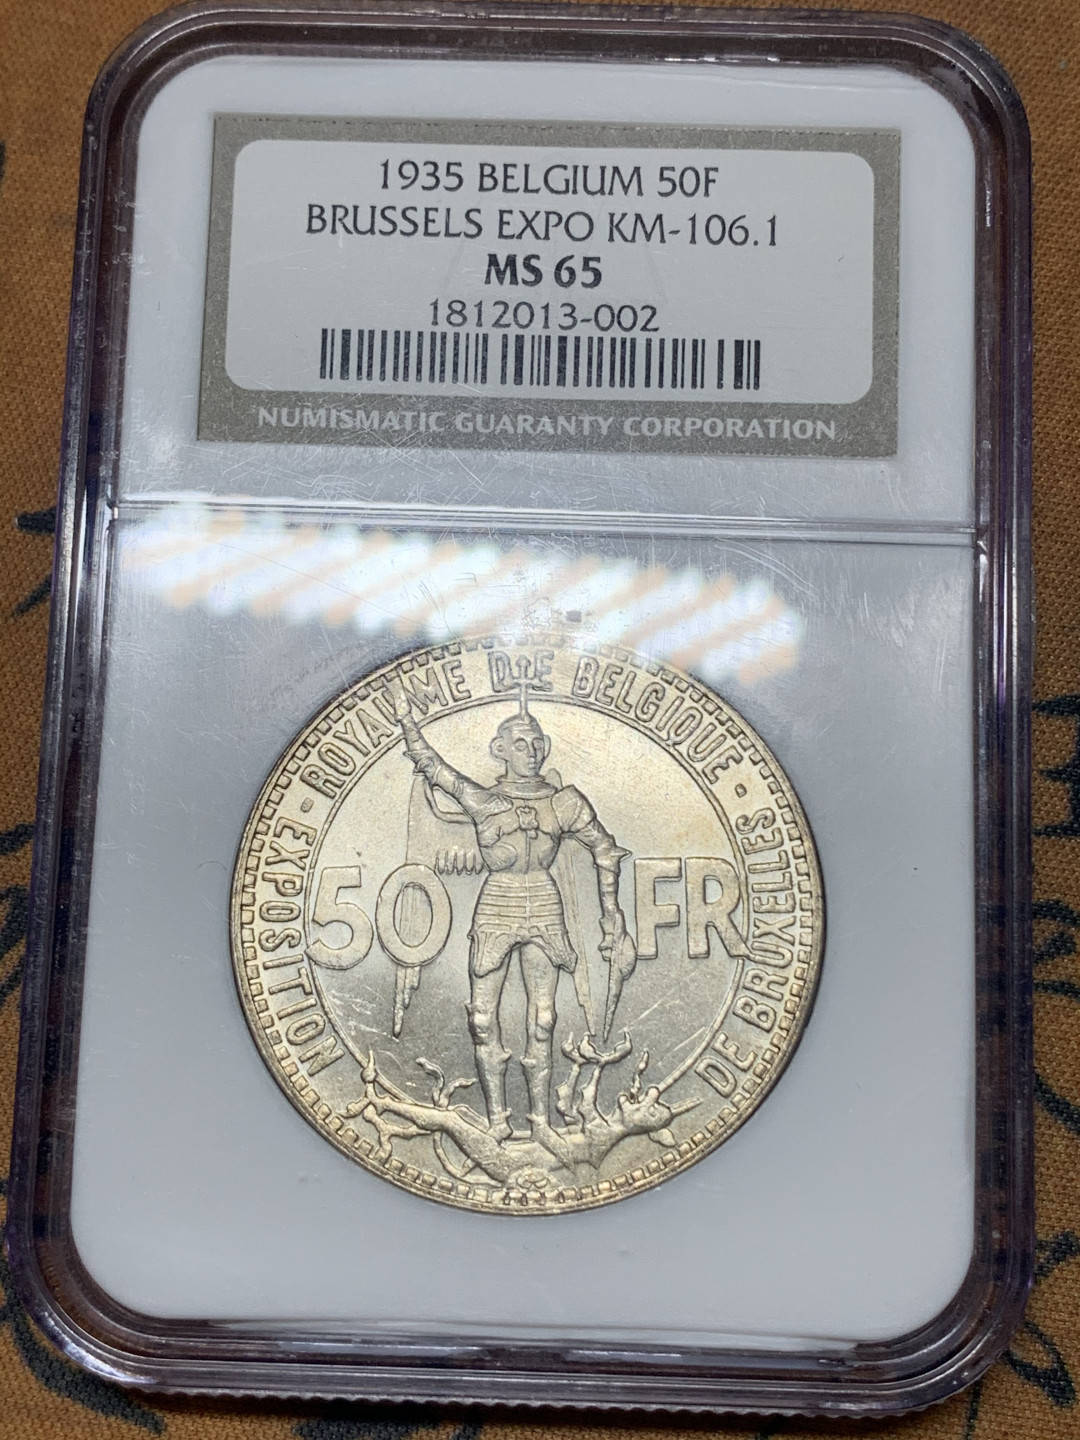 1935 BELGIUM 50F
BRUSSELS EXPO KM-106.1
MS 65
1812013-002
NUMISMATIC GUARANTY CORPORATION
EXPOSITION - ROYAUME DE BELGIQUE - DE BRUXELLES
50 FR